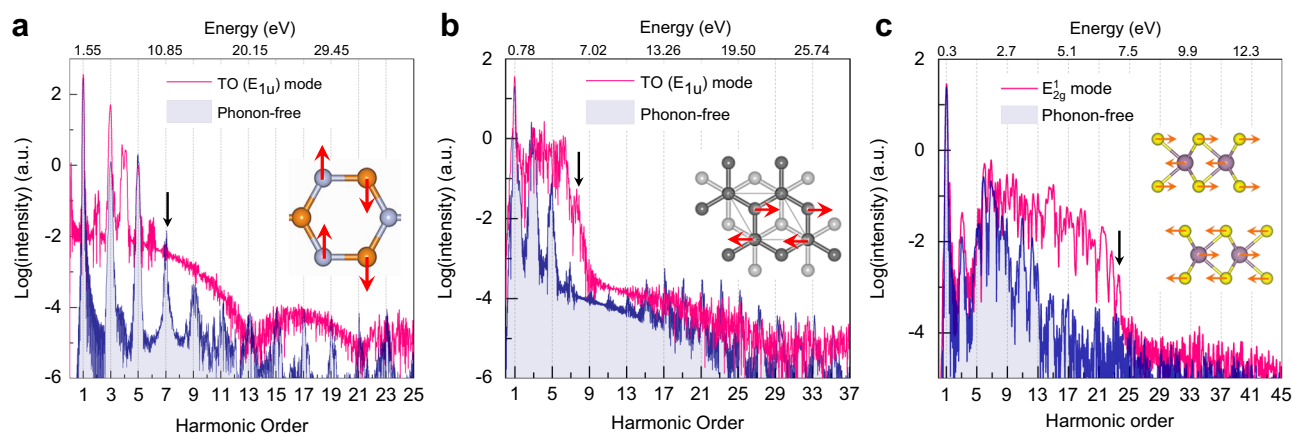 a
Energy (eV)
1.55 10.85 20.15 29.45
TO (E1u) mode
Phonon-free
Log(intensity) (a.u.)
2
0
-2
-4
-6
1 3 5 7 9 11 13 15 17 19 21 23 25
Harmonic Order
b
Energy (eV)
0.78 7.02 13.26 19.50 25.74
TO (E1u) mode
Phonon-free
Log(intensity) (a.u.)
2
0
-2
-4
-6
1 5 9 13 17 21 25 29 33 37
Harmonic Order
c
Energy (eV)
0.3 2.7 5.1 7.5 9.9 12.3
E¹2g mode
Phonon-free
Log(intensity) (a.u.)
2
0
-2
-4
1 5 9 13 17 21 25 29 33 37 41 45
Harmonic order